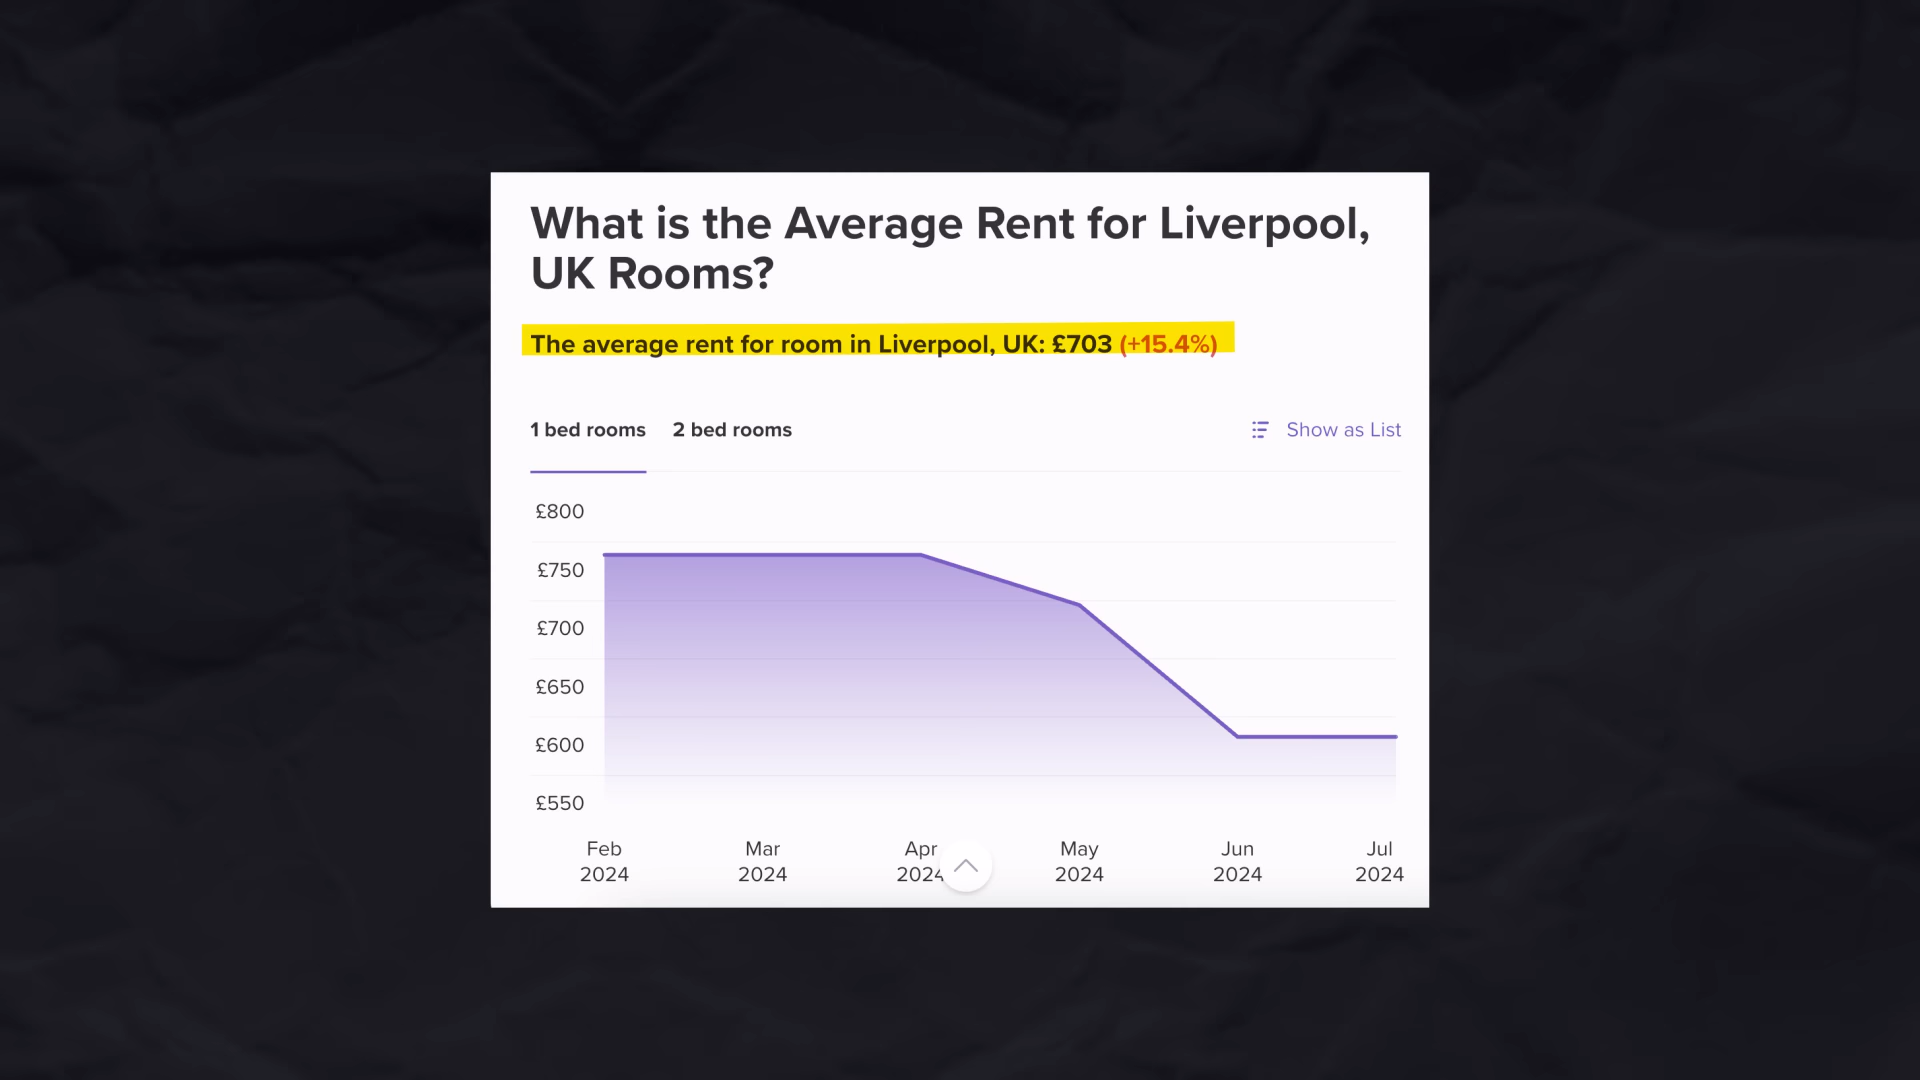 What is the Average Rent for Liverpool,
UK Rooms?
The average rent for room in Liverpool, UK: £703 (+15.4%)
1 bed rooms 2 bed rooms Show as List
£800
£750
£700
£650
£600
£550
Feb Mar Apr May Jun Jul
2024 2024 2024 2024 2024 2024